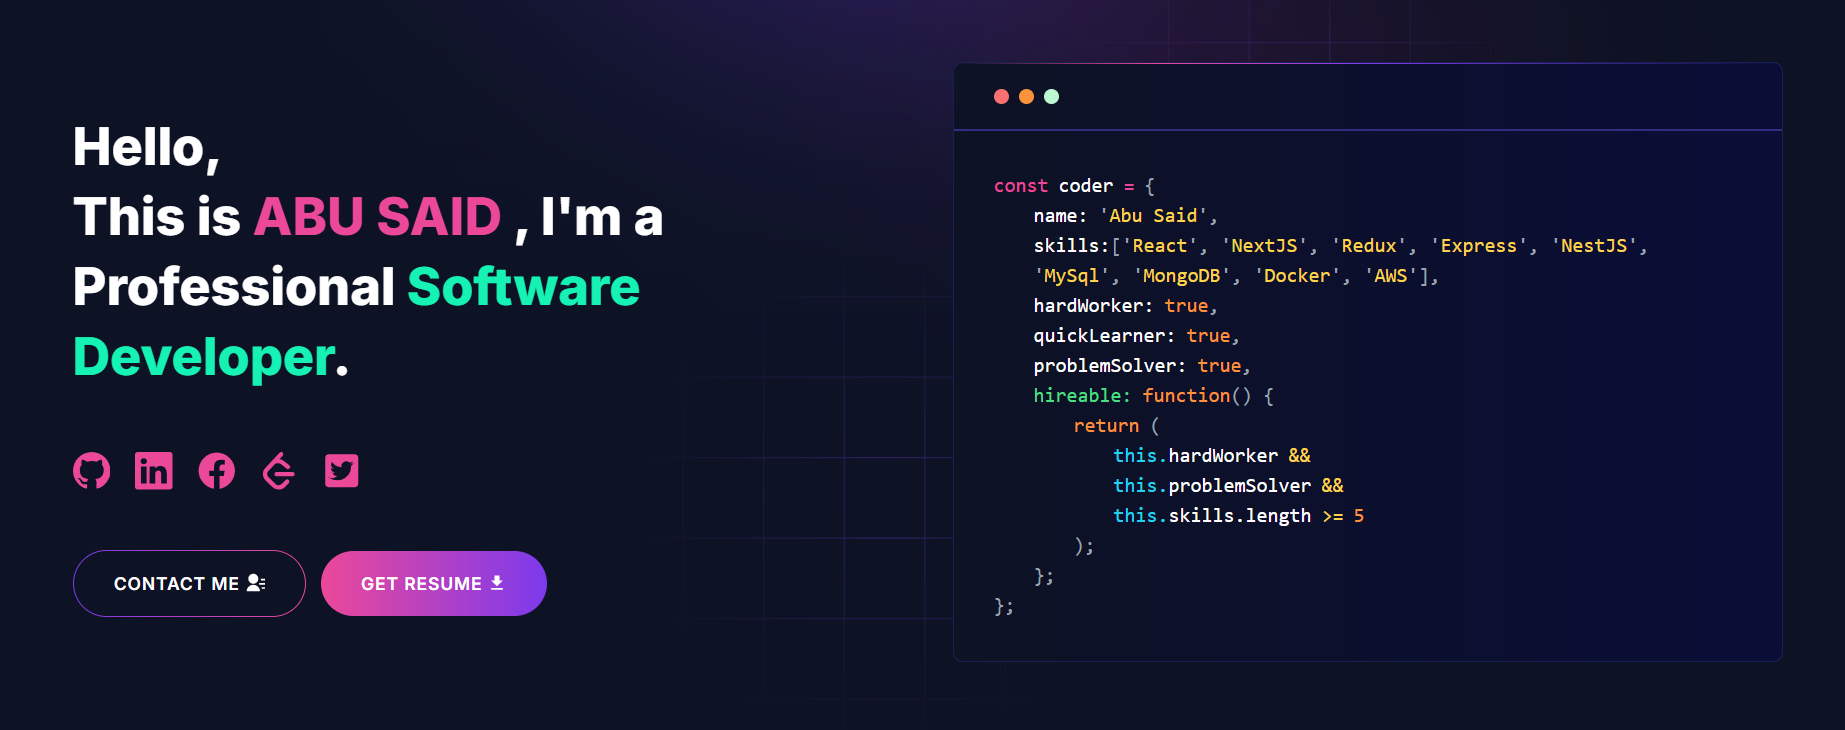 Hello,
This is ABU SAID , I'm a
Professional Software
Developer.
CONTACT ME
GET RESUME
const coder = {
name: 'Abu Said',
skills:['React', 'NextJS', 'Redux', 'Express', 'NestJS',
'MySql', 'MongoDB', 'Docker', 'AWS'],
hardWorker: true,
quickLearner: true,
problemSolver: true,
hireable: function() {
return (
this.hardWorker &&
this.problemSolver &&
this.skills.length >= 5
);
};
};